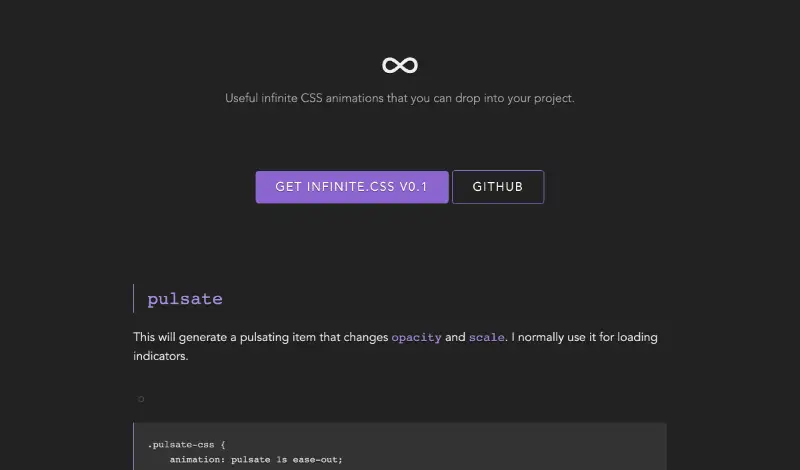 ∞
Useful infinite CSS animations that you can drop into your project.
GET INFINITE.CSS V0.1
GITHUB
pulsate
This will generate a pulsating item that changes opacity and scale. I normally use it for loading
indicators.
.pulsate-css {
animation: pulsate 1s ease-out;